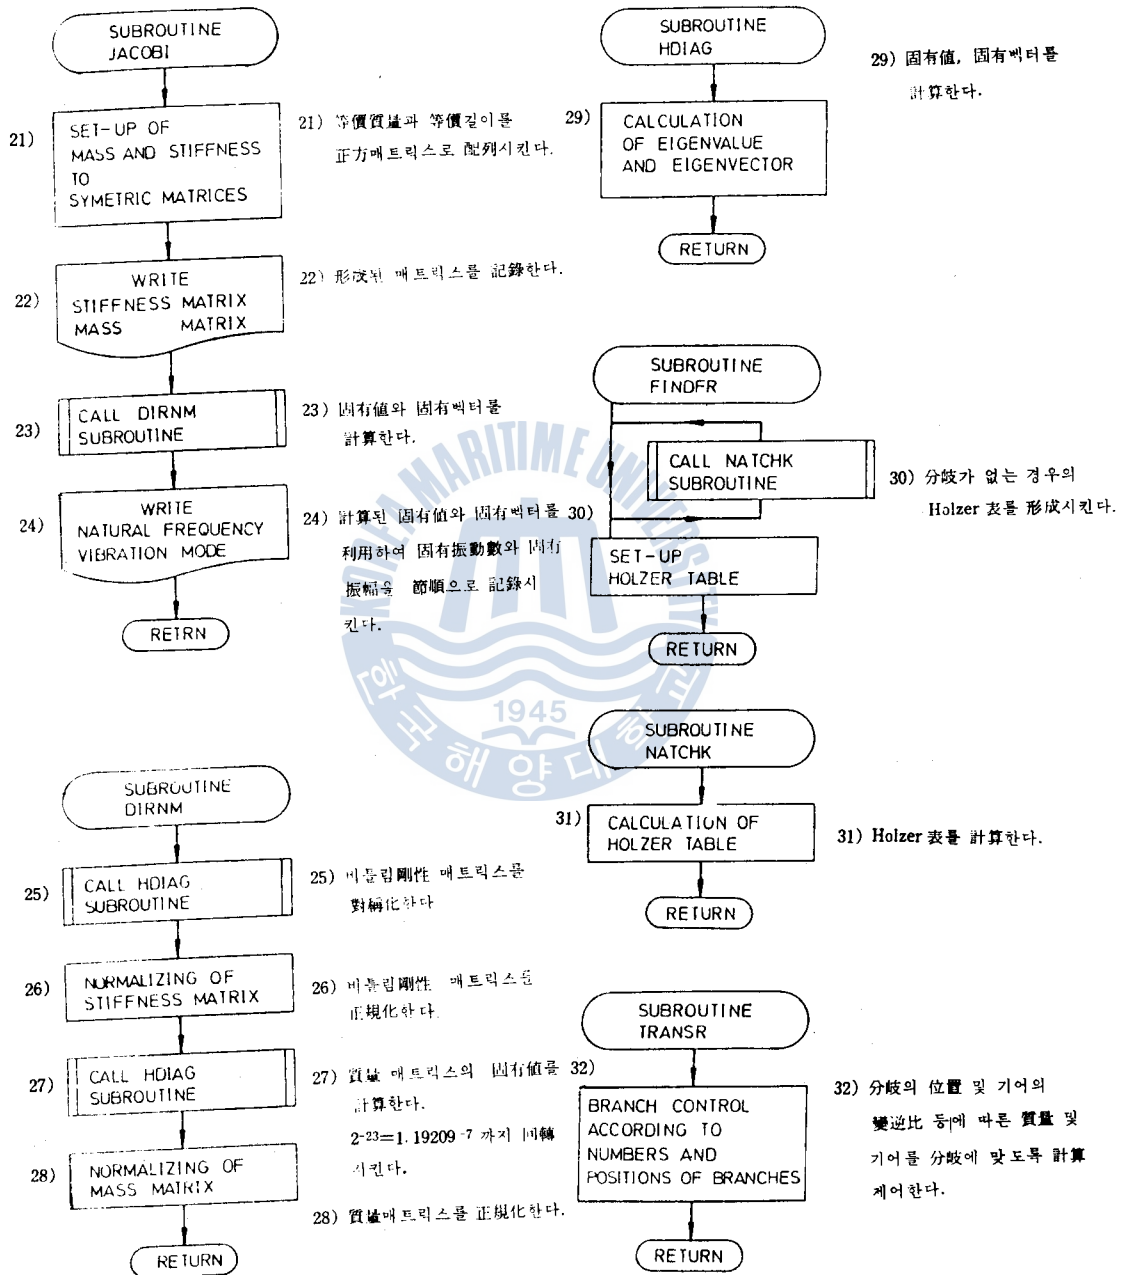 SUBROUTINE
JACOBI
21)
SET-UP OF
MASS AND STIFFNESS
TO
SYMETRIC MATRICES
21) 等價質量과 等價길이를
正方매트릭스로 配列시킨다.
22)
WRITE
STIFFNESS MATRIX
MASS MATRIX
22) 形成된 매트릭스를 記錄한다.
23)
CALL DIRNM
SUBROUTINE
23) 固有値와 固有벡터를
計算한다.
24)
WRITE
NATURAL FREQUENCY
VIBRATION MODE
24) 計算된 固有値와 固有벡터를
利用하여 固有振動數와 固有
振幅을 節順으로 記錄시
킨다.
RETRN
SUBROUTINE
DIRNM
25)
CALL HDIAG
SUBROUTINE
25) 비틀림剛性 매트릭스를
對稱化한다
26)
NORMALIZING OF
STIFFNESS MATRIX
26) 비틀림剛性 매트릭스를
正規化한다.
27)
CALL HDIAG
SUBROUTINE
27) 質量 매트릭스의 固有値를
計算한다.
2-23=1.19209-7 까지 回轉
시킨다.
28)
NORMALIZING OF
MASS MATRIX
28) 質量매트릭스를 正規化한다.
RETURN
SUBROUTINE
HDIAG
29)
CALCULATION
OF EIGENVALUE
AND EIGENVECTOR
29) 固有値, 固有벡터를
計算한다.
RETURN
SUBROUTINE
FINDFR
CALL NATCHK
SUBROUTINE
30) 分岐가 없는 경우의
Holzer 表를 形成시킨다.
30)
SET-UP
HOLZER TABLE
RETURN
SUBROUTINE
NATCHK
31)
CALCULATION OF
HOLZER TABLE
31) Holzer 表를 計算한다.
RETURN
SUBROUTINE
TRANSR
32)
BRANCH CONTROL
ACCORDING TO
NUMBERS AND
POSITIONS OF BRANCHES
32) 分岐의 位置 및 기어의
變逆比 등에 따른 質量 및
기어를 分岐에 맞도록 計算
제어한다.
RETURN
KOREA MARITIME UNIVERSITY
1945
한국해양대학교